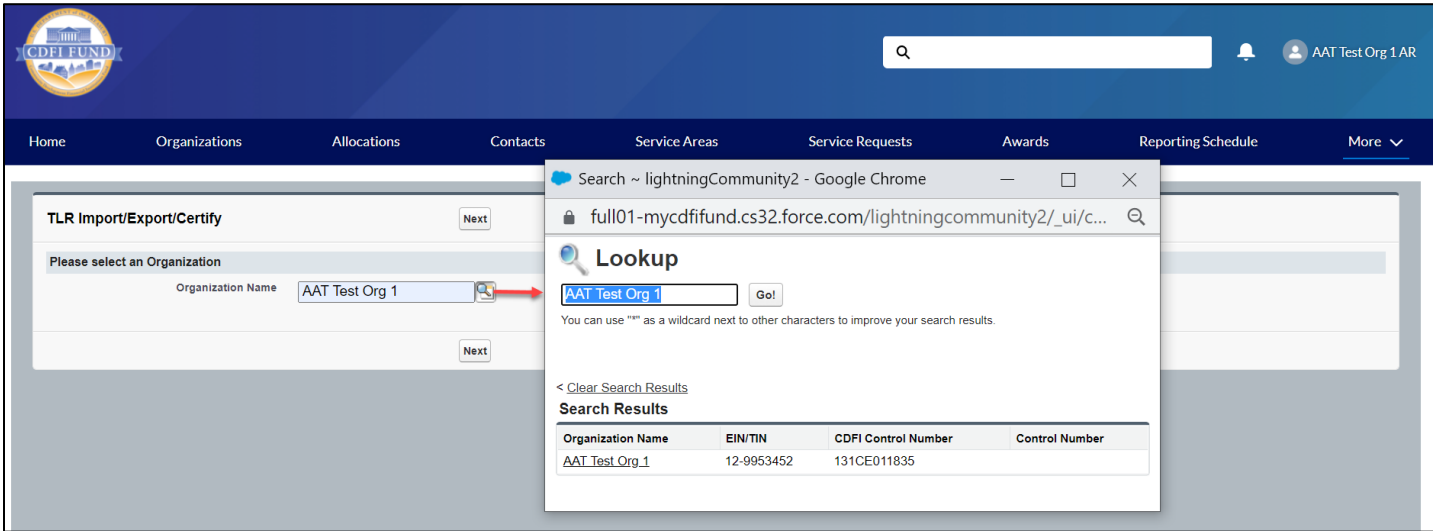 CDFI FUND
AAT Test Org 1 AR
Home Organizations Allocations Contacts Service Areas Service Requests Awards Reporting Schedule More
TLR Import/Export/Certify Next
Please select an Organization
Organization Name AAT Test Org 1
Next
Search ~ lightningCommunity2 - Google Chrome
full01-mycdfifund.cs32.force.com/lightningcommunity2/_ui/c...
Lookup
AAT Test Org 1 Go!
You can use "*" as a wildcard next to other characters to improve your search results.
< Clear Search Results
Search Results
Organization Name EIN/TIN CDFI Control Number Control Number
AAT Test Org 1 12-9953452 131CE011835